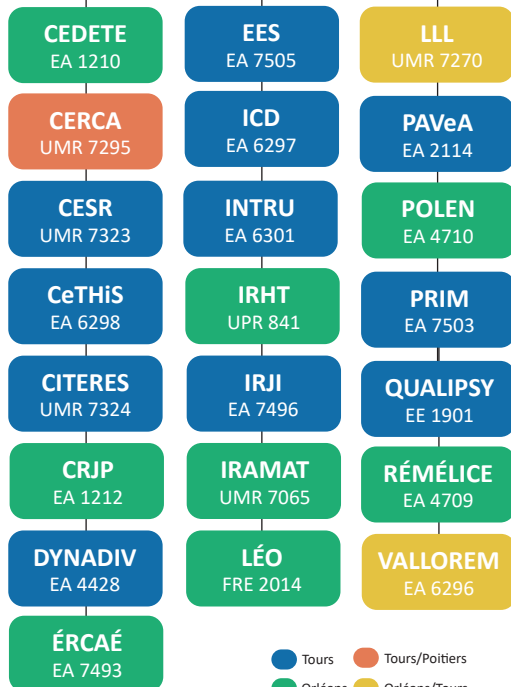 CEDETE
EA 1210
CERCA
UMR 7295
CESR
UMR 7323
CeTHiS
EA 6298
CITERES
UMR 7324
CRJP
EA 1212
DYNADIV
EA 4428
ÉRCAÉ
EA 7493
EES
EA 7505
ICD
EA 6297
INTRU
EA 6301
IRHT
UPR 841
IRJI
EA 7496
IRAMAT
UMR 7065
LÉO
FRE 2014
LLL
UMR 7270
PAVeA
EA 2114
POLEN
EA 4710
PRIM
EA 7503
QUALIPSY
EE 1901
RÉMÉLICE
EA 4709
VALLOREM
EA 6296
Tours
Tours/Poitiers
Orléans
Orléans/Tours